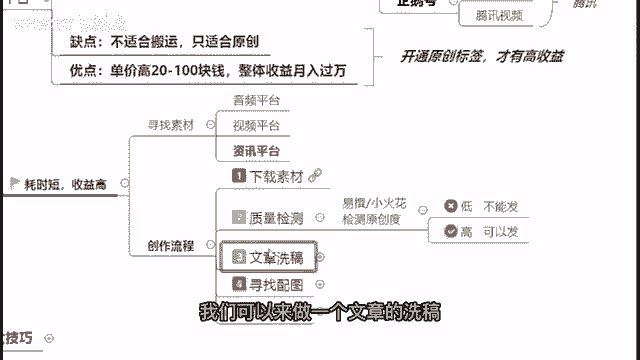 企鹅号
腾讯视频
腾讯
缺点：不适合搬运，只适合原创
优点：单价高20-100块钱，整体收益月入过万
开通原创标签，才有高收益
寻找素材
音频平台
视频平台
资讯平台
耗时短，收益高
创作流程
1 下载素材
2 质量检测
易撰/小火花
检测原创度
低 不能发
高 可以发
3 文章洗稿
4 寻找配图
我们可以来做一个文章的洗稿
技巧